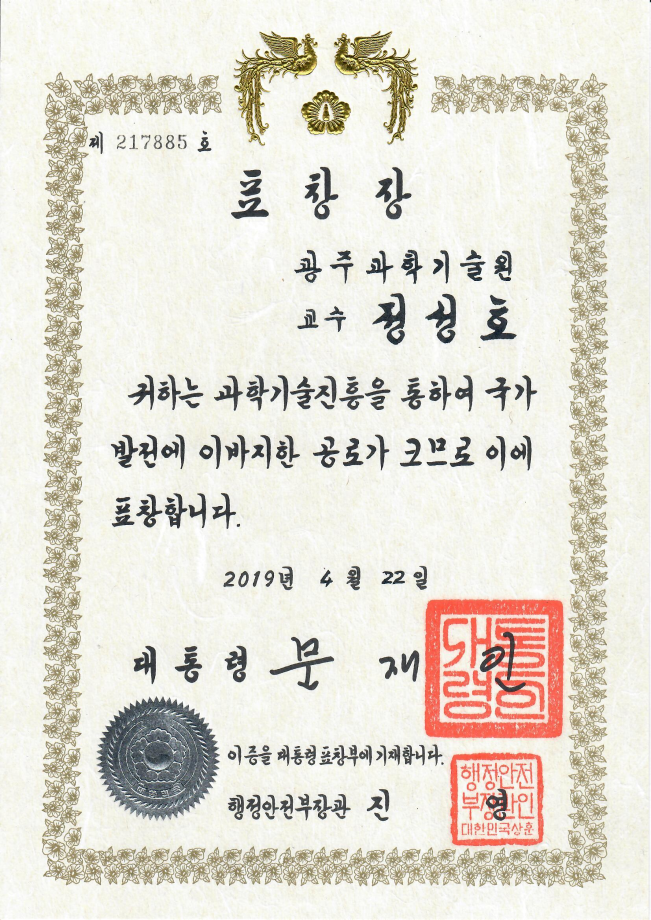 제 217885 호
표 창 장
광주과학기술원
교수 정성호
귀하는 과학기술진흥을 통하여 국가
발전에 이바지한 공로가 크므로 이에
표창합니다.
2019년 4월 22일
대통령 문재인
대통령의인
이 증을 대통령표창부에 기재합니다.
행정안전부장관 진 영
행정안전
부장관인
대한민국상훈